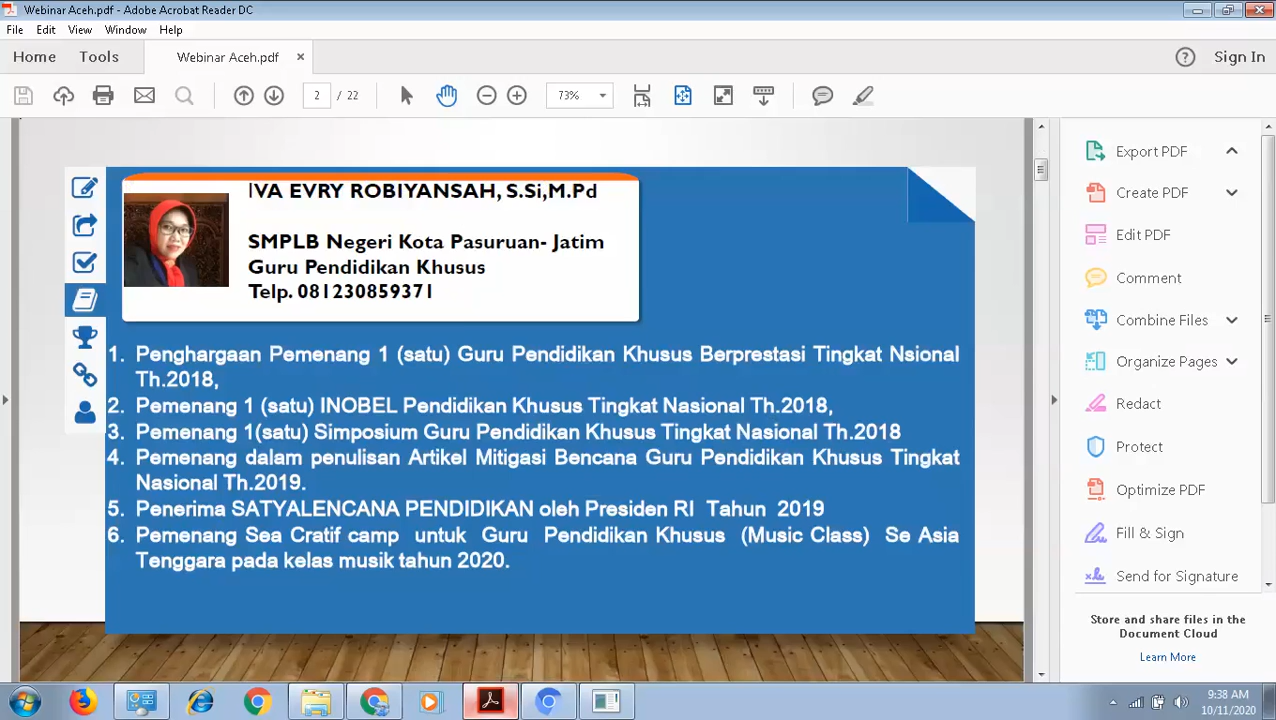 Webinar Aceh.pdf - Adobe Acrobat Reader DC
File Edit View Window Help
Home Tools Webinar Aceh.pdf × Sign In
2 / 22 73%
IVA EVRY ROBIYANSAH, S.Si,M.Pd
SMPLB Negeri Kota Pasuruan- Jatim
Guru Pendidikan Khusus
Telp. 081230859371
1. Penghargaan Pemenang 1 (satu) Guru Pendidikan Khusus Berprestasi Tingkat Nsional
Th.2018,
2. Pemenang 1 (satu) INOBEL Pendidikan Khusus Tingkat Nasional Th.2018,
3. Pemenang 1(satu) Simposium Guru Pendidikan Khusus Tingkat Nasional Th.2018
4. Pemenang dalam penulisan Artikel Mitigasi Bencana Guru Pendidikan Khusus Tingkat
Nasional Th.2019.
5. Penerima SATYALENCANA PENDIDIKAN oleh Presiden RI Tahun 2019
6. Pemenang Sea Cratif camp untuk Guru Pendidikan Khusus (Music Class) Se Asia
Tenggara pada kelas musik tahun 2020.
Export PDF
Create PDF
Edit PDF
Comment
Combine Files
Organize Pages
Redact
Protect
Optimize PDF
Fill & Sign
Send for Signature
Store and share files in the
Document Cloud
Learn More
9:38 AM
10/11/2020